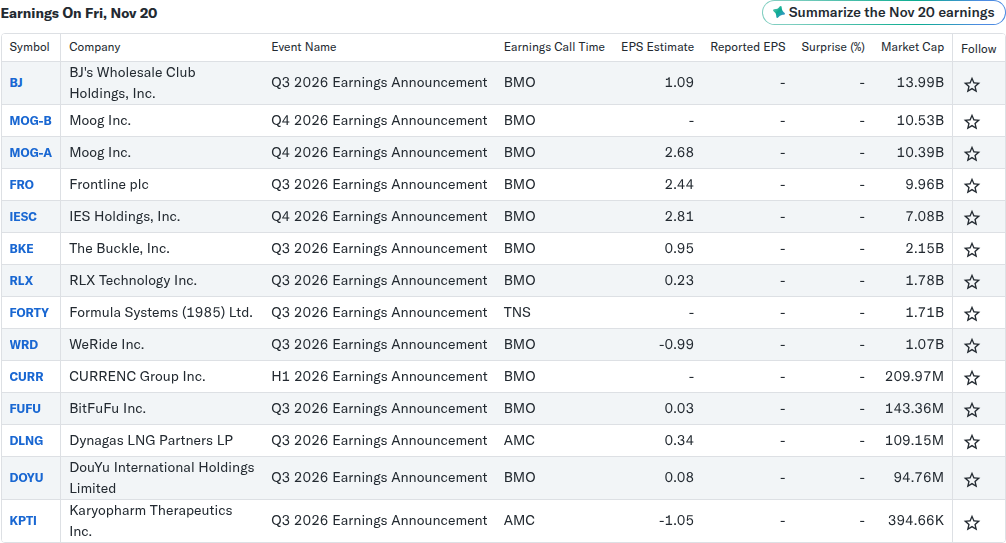 Earnings On Fri, Nov 20
Summarize the Nov 20 earnings
Symbol Company Event Name Earnings Call Time EPS Estimate Reported EPS Surprise (%) Market Cap Follow
BJ BJ's Wholesale Club Holdings, Inc. Q3 2026 Earnings Announcement BMO 1.09 - - 13.99B
MOG-B Moog Inc. Q4 2026 Earnings Announcement BMO - - - 10.53B
MOG-A Moog Inc. Q4 2026 Earnings Announcement BMO 2.68 - - 10.39B
FRO Frontline plc Q3 2026 Earnings Announcement BMO 2.44 - - 9.96B
IESC IES Holdings, Inc. Q4 2026 Earnings Announcement BMO 2.81 - - 7.08B
BKE The Buckle, Inc. Q3 2026 Earnings Announcement BMO 0.95 - - 2.15B
RLX RLX Technology Inc. Q3 2026 Earnings Announcement BMO 0.23 - - 1.78B
FORTY Formula Systems (1985) Ltd. Q3 2026 Earnings Announcement TNS - - - 1.71B
WRD WeRide Inc. Q3 2026 Earnings Announcement BMO -0.99 - - 1.07B
CURR CURRENC Group Inc. H1 2026 Earnings Announcement BMO - - - 209.97M
FUFU BitFuFu Inc. Q3 2026 Earnings Announcement BMO 0.03 - - 143.36M
DLNG Dynagas LNG Partners LP Q3 2026 Earnings Announcement AMC 0.34 - - 109.15M
DOYU DouYu International Holdings Limited Q3 2026 Earnings Announcement BMO 0.08 - - 94.76M
KPTI Karyopharm Therapeutics Inc. Q3 2026 Earnings Announcement AMC -1.05 - - 394.66K